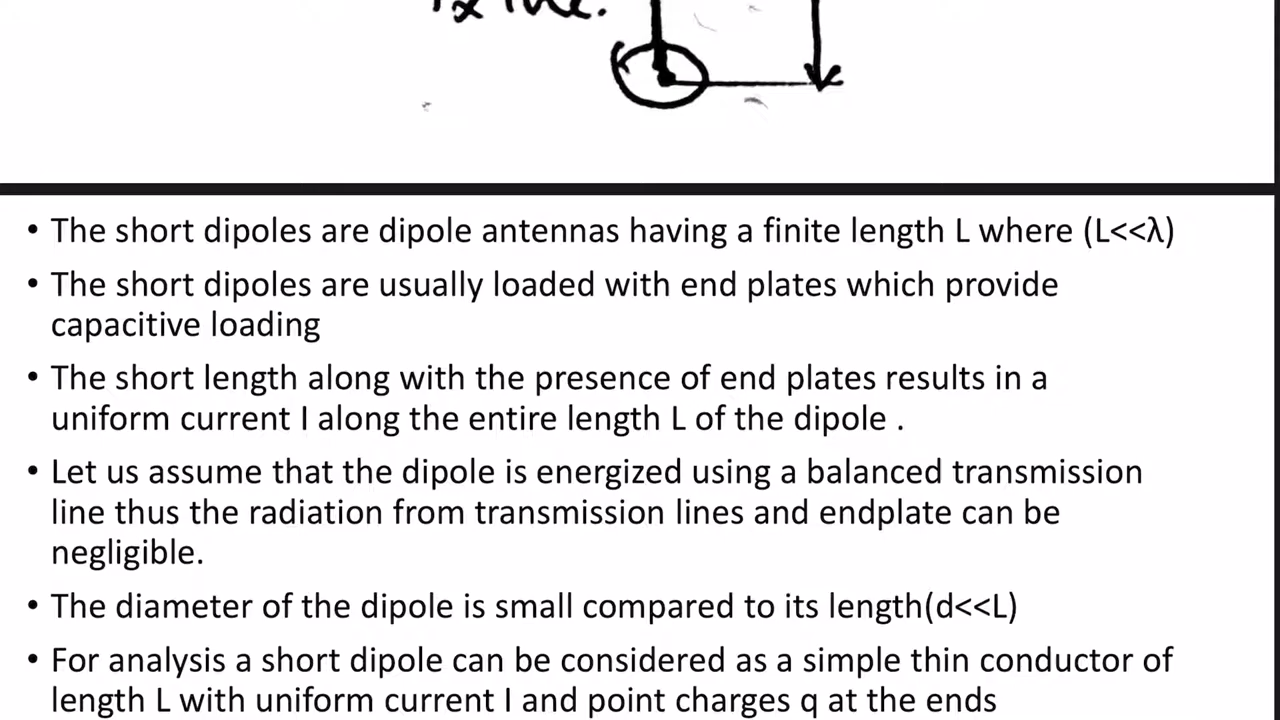 line.
• The short dipoles are dipole antennas having a finite length L where (L<<λ)
• The short dipoles are usually loaded with end plates which provide
capacitive loading
• The short length along with the presence of end plates results in a
uniform current I along the entire length L of the dipole .
• Let us assume that the dipole is energized using a balanced transmission
line thus the radiation from transmission lines and endplate can be
negligible.
• The diameter of the dipole is small compared to its length(d<<L)
• For analysis a short dipole can be considered as a simple thin conductor of
length L with uniform current I and point charges q at the ends